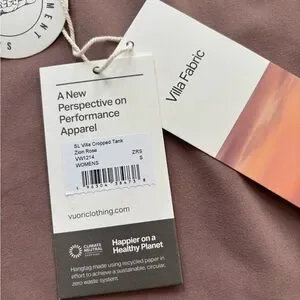 A New
Perspective on
Performance
Apparel
SL Villa Cropped Tank
Zion Rose ZRS
VW1214 S
WOMENS
vuoriclothing.com
CLIMATE
NEUTRAL
Happier on a
Healthy Planet
Hangtag made using recycled paper in
effort to achieve a sustainable, circular,
zero waste system.
Villa Fabric